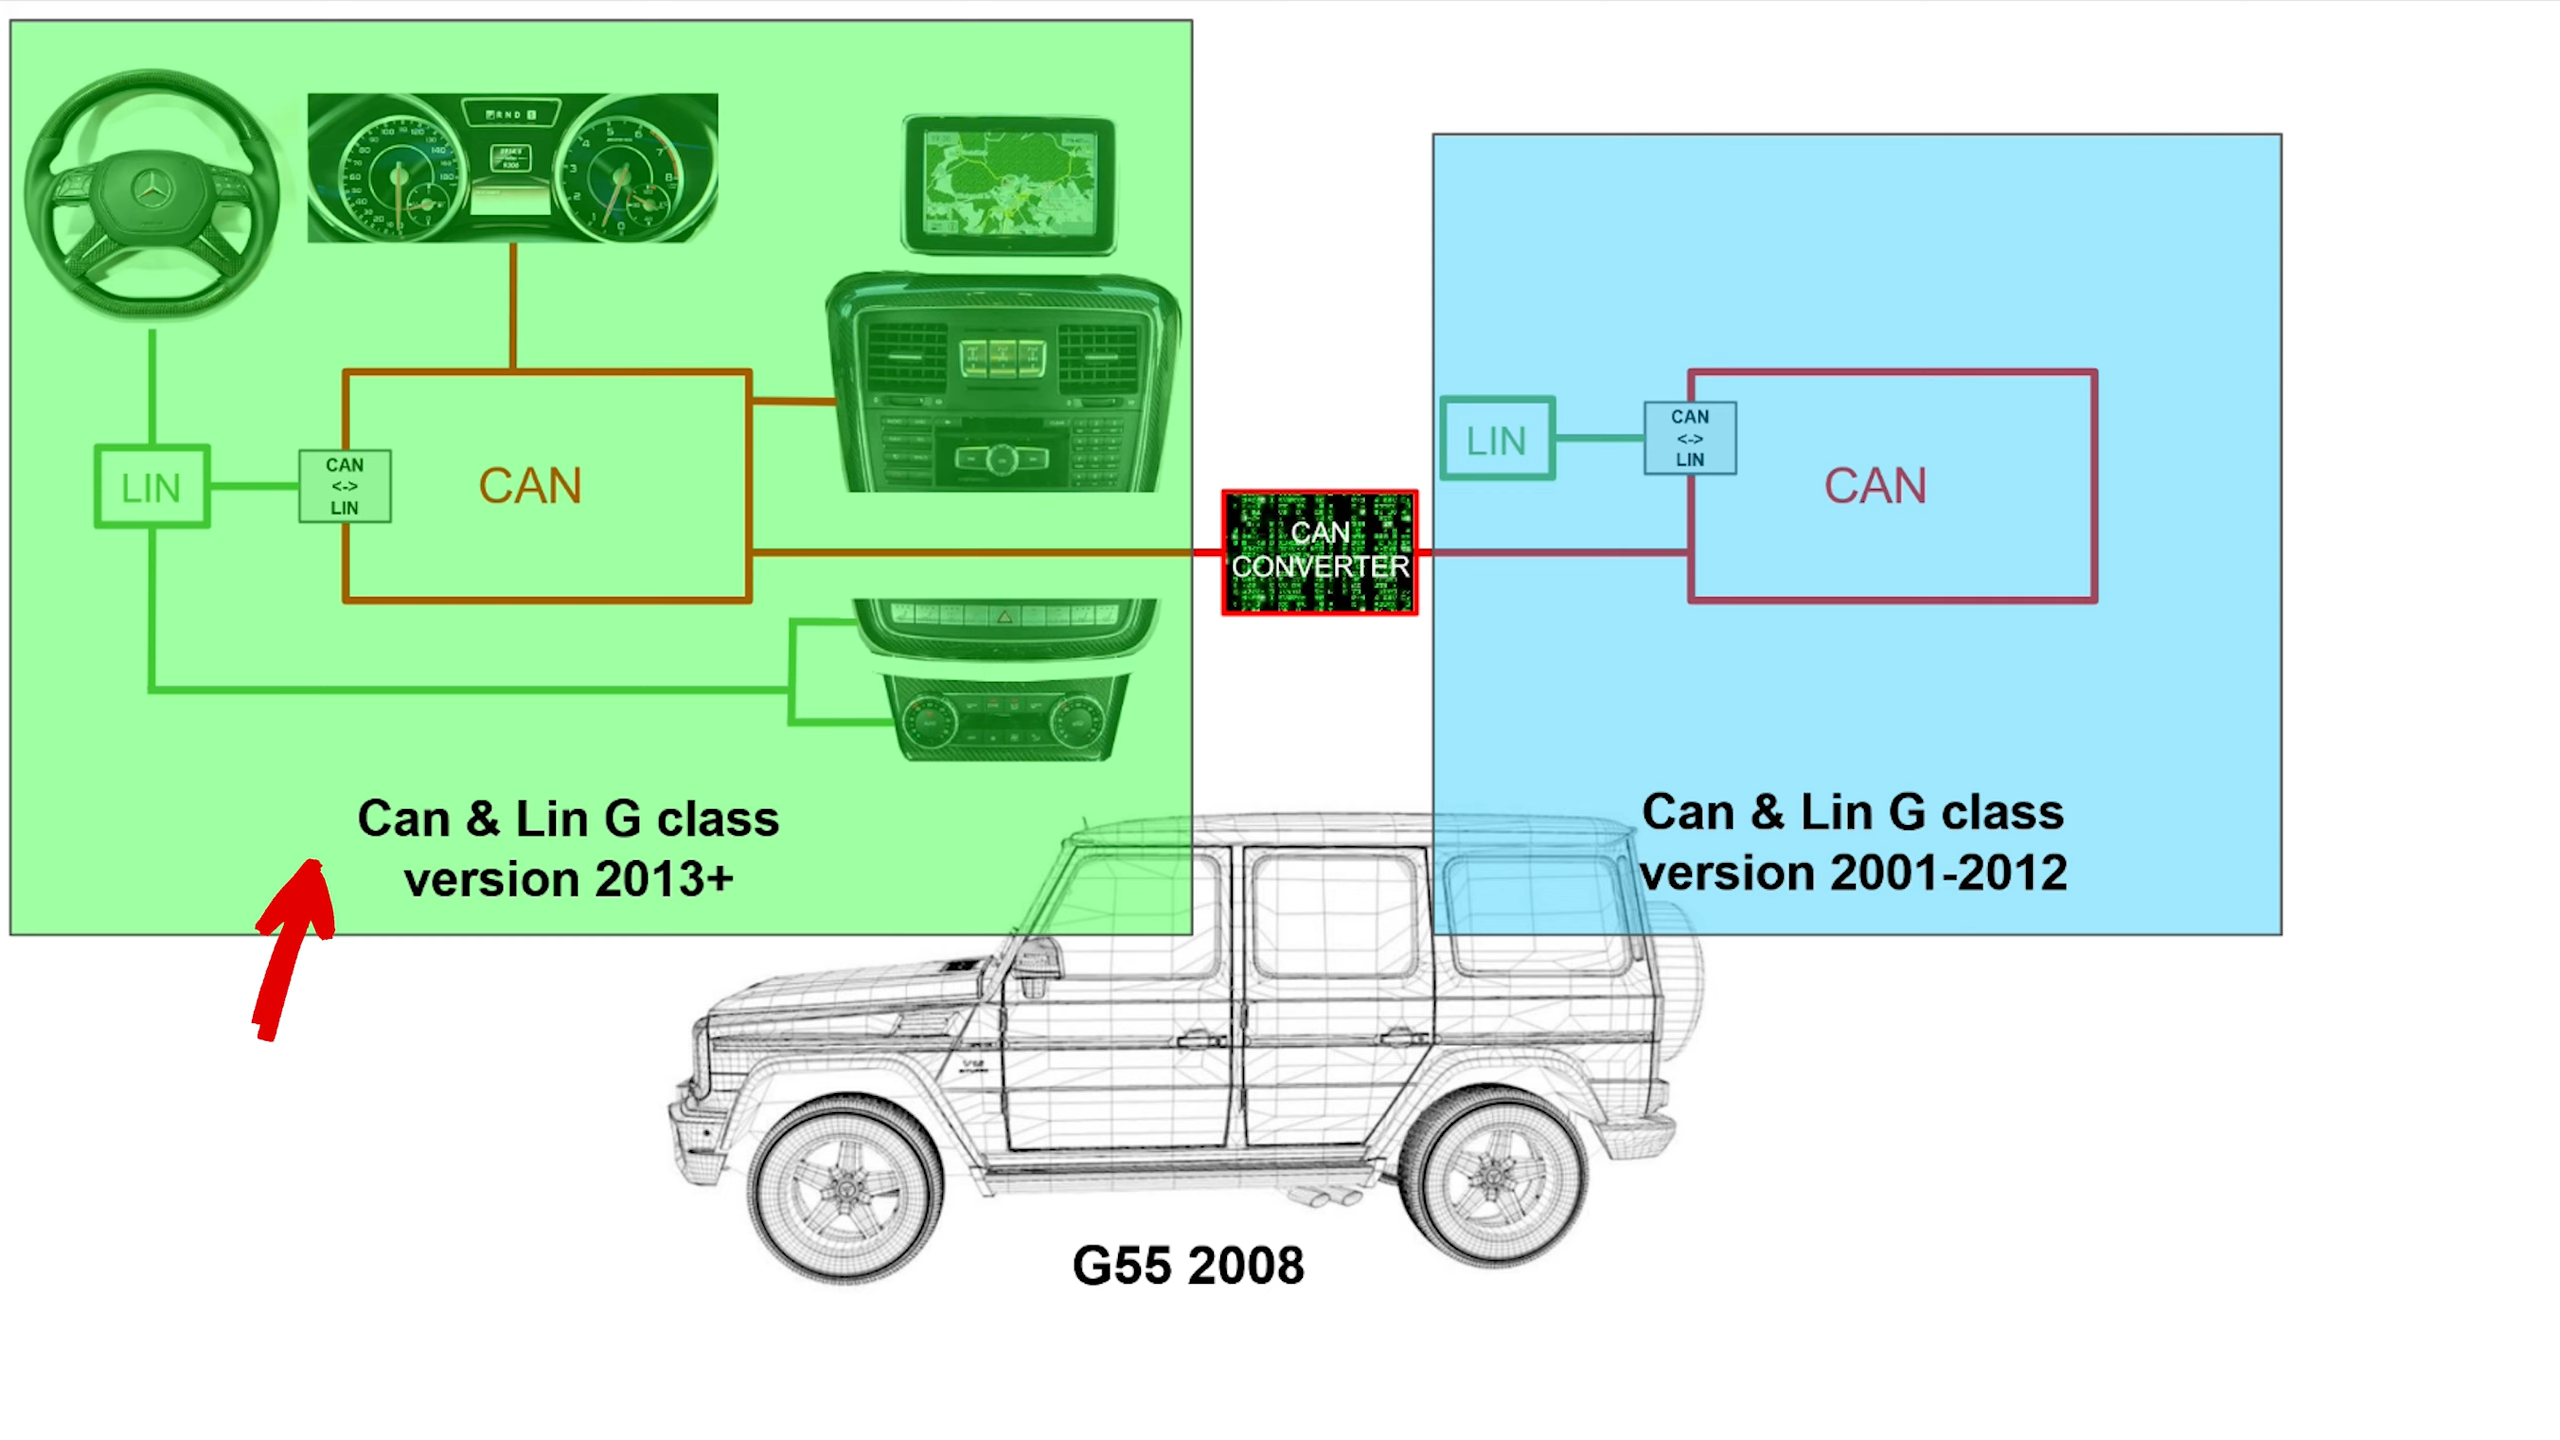 P R N D
LIN
CAN
<->
LIN
CAN
CAN
CONVERTER
LIN
CAN
<->
LIN
CAN
Can & Lin G class
version 2013+
Can & Lin G class
version 2001-2012
G55 2008